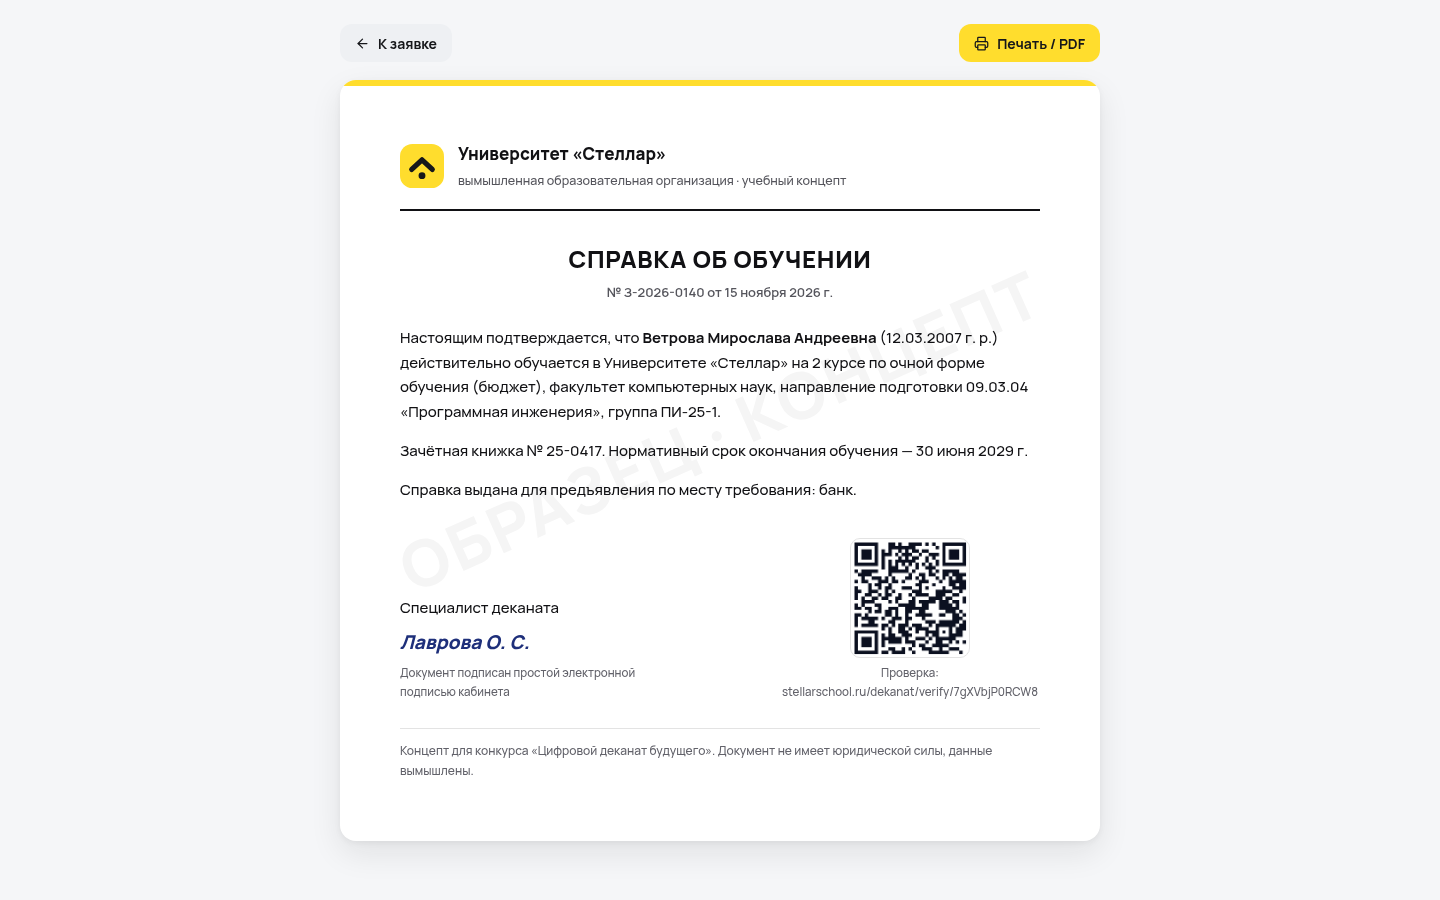 К заявке
Печать / PDF
Университет «Стеллар»
вымышленная образовательная организация · учебный концепт
СПРАВКА ОБ ОБУЧЕНИИ
№ З-2026-0140 от 15 ноября 2026 г.
Настоящим подтверждается, что Ветрова Мирослава Андреевна (12.03.2007 г. р.)
действительно обучается в Университете «Стеллар» на 2 курсе по очной форме
обучения (бюджет), факультет компьютерных наук, направление подготовки 09.03.04
«Программная инженерия», группа ПИ-25-1.
Зачётная книжка № 25-0417. Нормативный срок окончания обучения — 30 июня 2029 г.
Справка выдана для предъявления по месту требования: банк.
ОБРАЗЕЦ · КОНЦЕПТ
Специалист деканата
Лаврова О. С.
Документ подписан простой электронной
подписью кабинета
Проверка:
stellarschool.ru/dekanat/verify/7gXVbjP0RCW8
Концепт для конкурса «Цифровой деканат будущего». Документ не имеет юридической силы, данные
вымышлены.